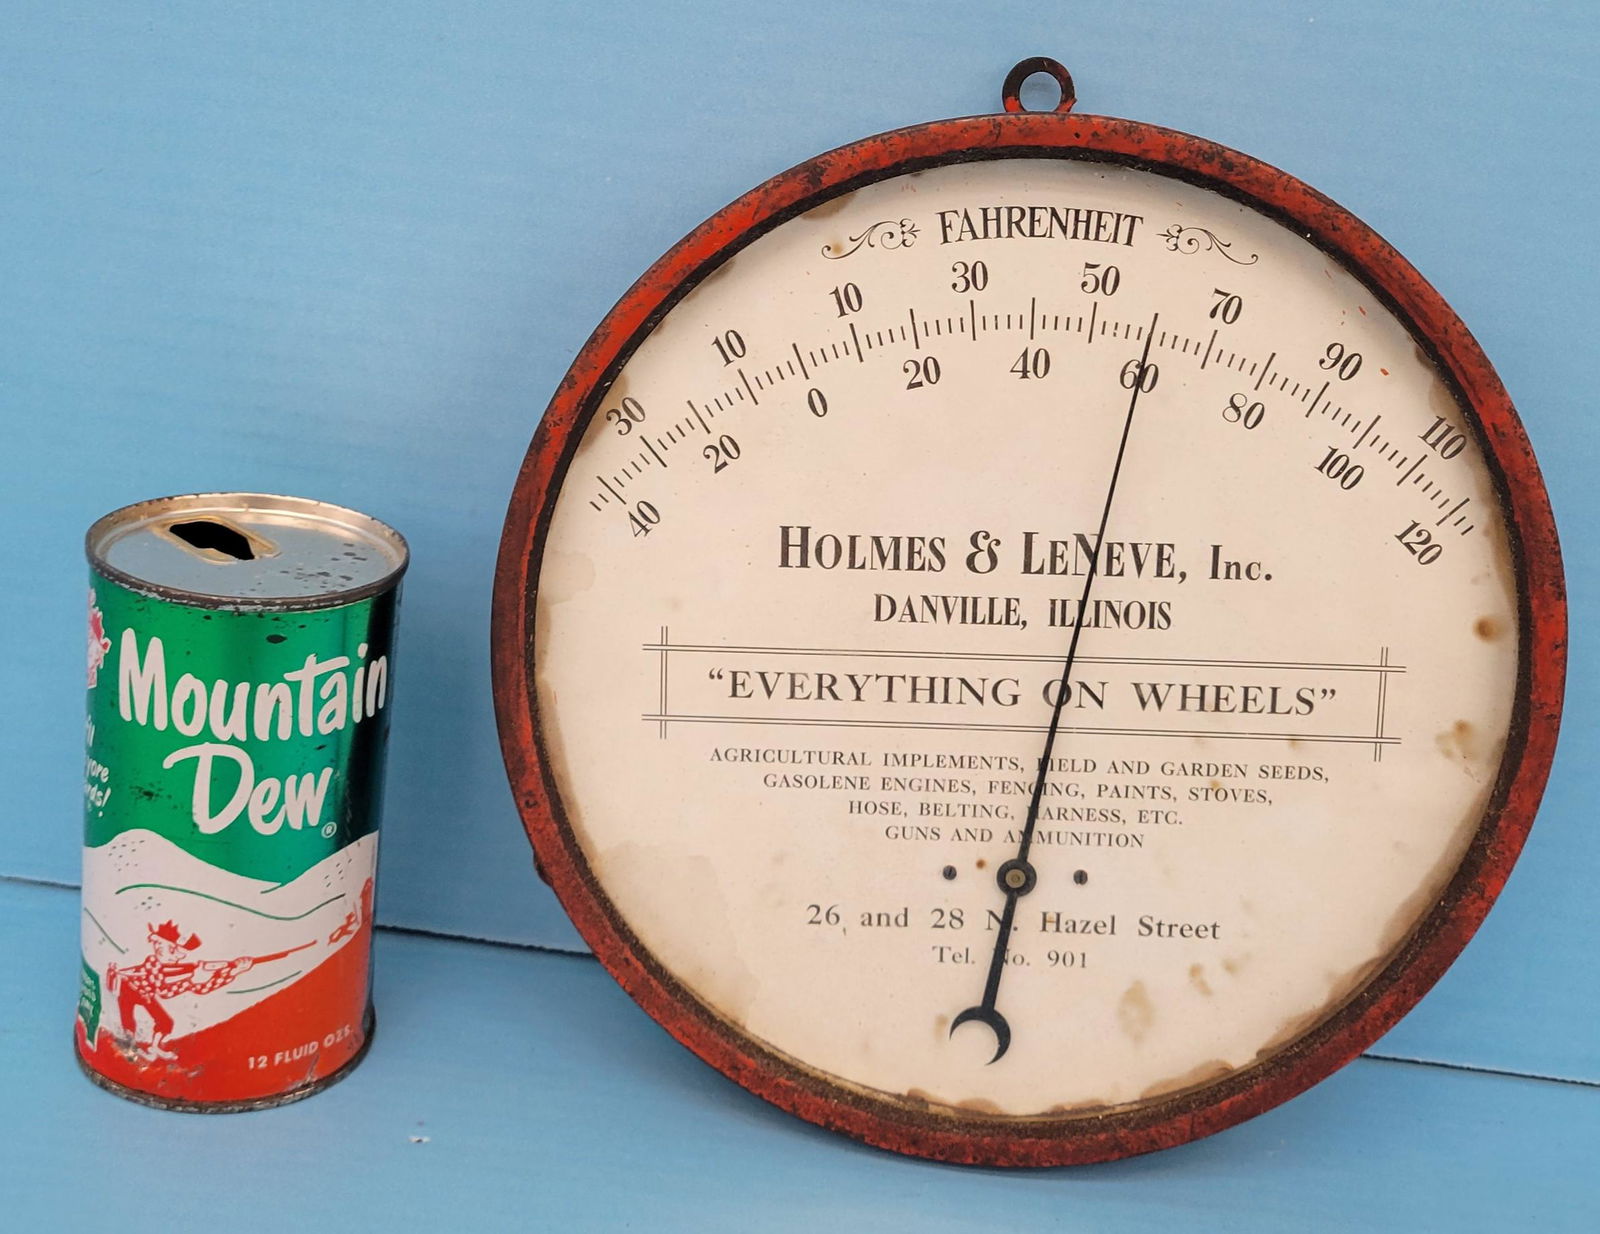 Mountain
Dew®
12 FLUID OZS.
FAHRENHEIT
40 30 20 10 0 10 20 30 40 50 60 70 80 90 100 110 120
HOLMES & LENEVE, Inc.
DANVILLE, ILLINOIS
“EVERYTHING ON WHEELS”
AGRICULTURAL IMPLEMENTS, FIELD AND GARDEN SEEDS,
GASOLENE ENGINES, FENCING, PAINTS, STOVES,
HOSE, BELTING, HARNESS, ETC.
GUNS AND AMMUNITION
26 and 28 N. Hazel Street
Tel. No. 901